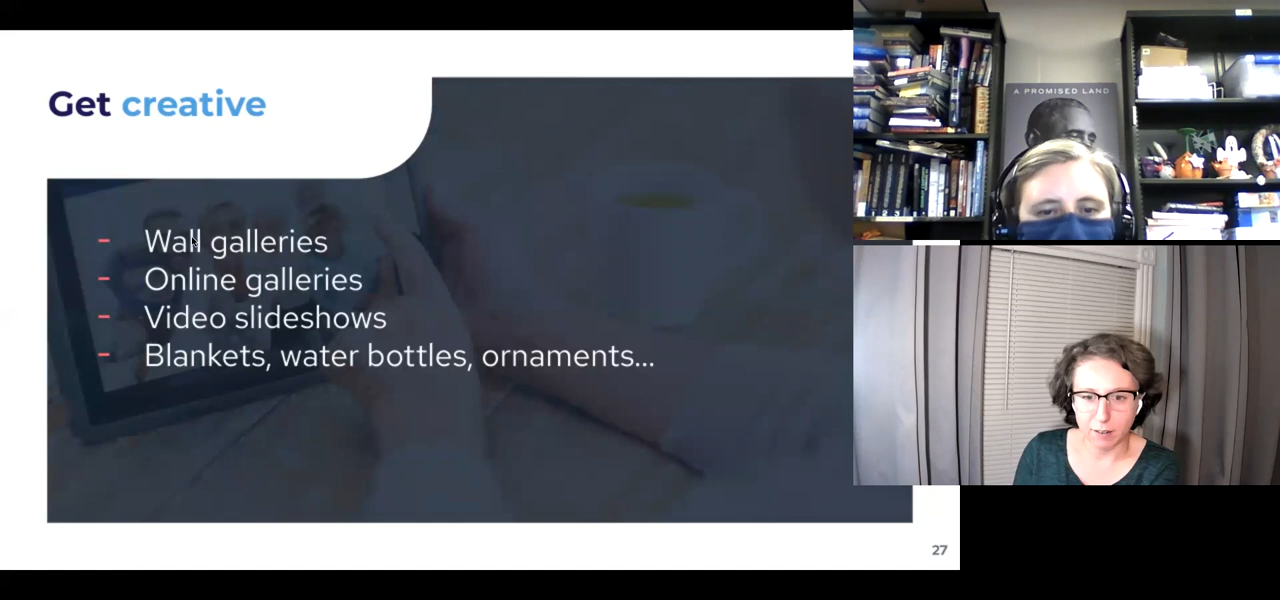 Get creative
- Wall galleries
- Online galleries
- Video slideshows
- Blankets, water bottles, ornaments...
27
A PROMISED LAND